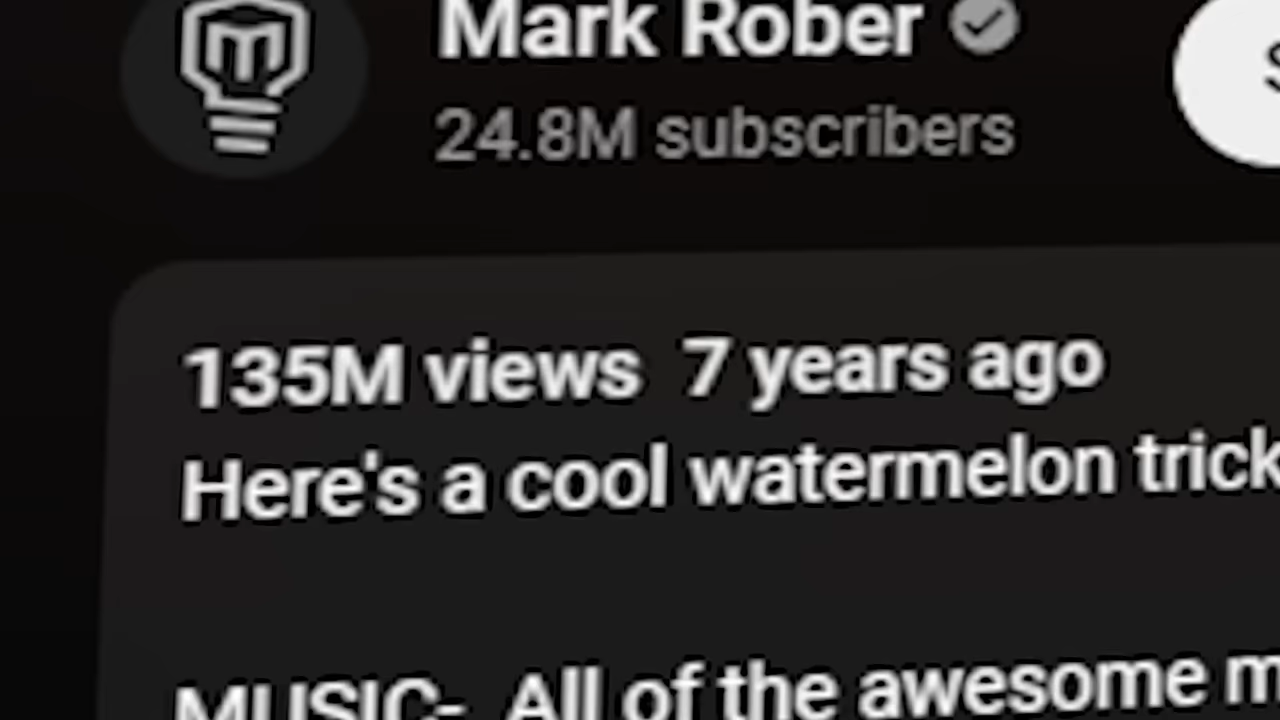 Mark Rober
24.8M subscribers
135M views 7 years ago
Here's a cool watermelon trick
MUSIC- All of the awesome